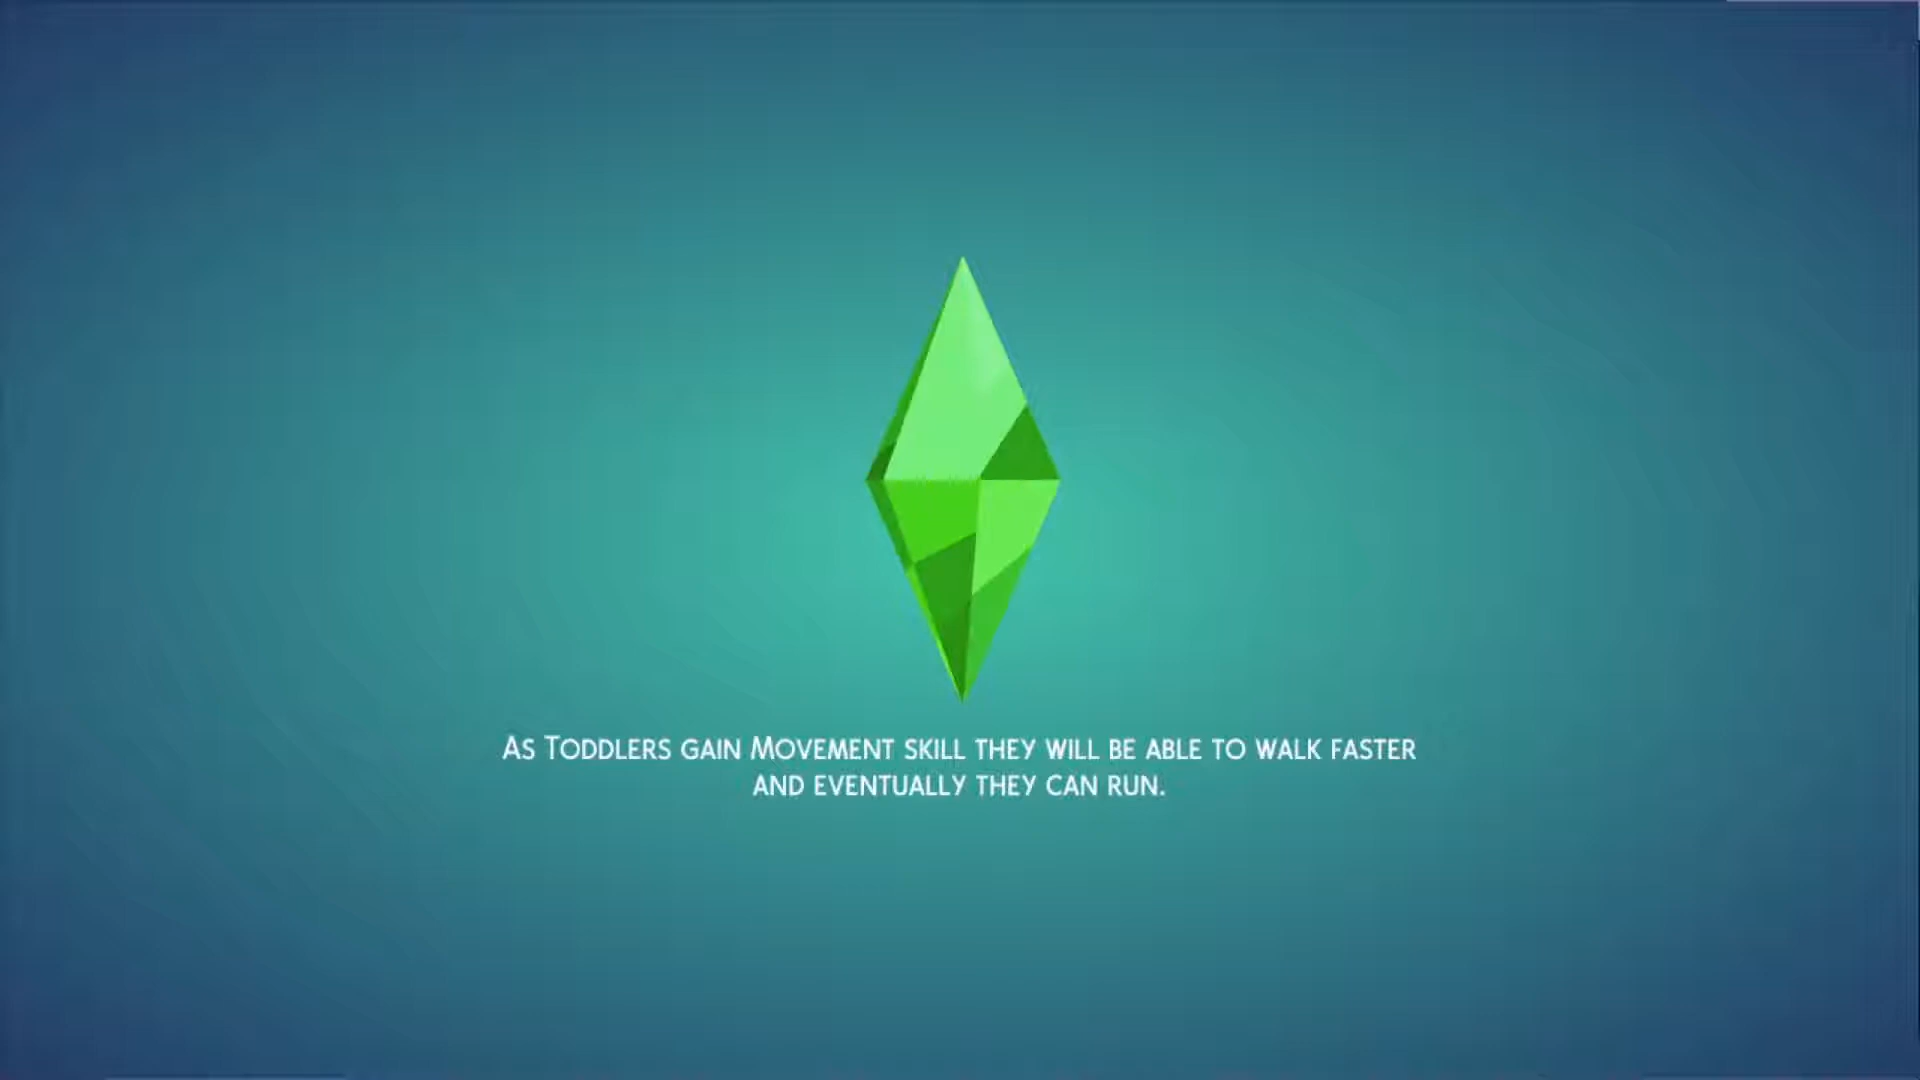 As Toddlers gain Movement skill they will be able to walk faster
and eventually they can run.